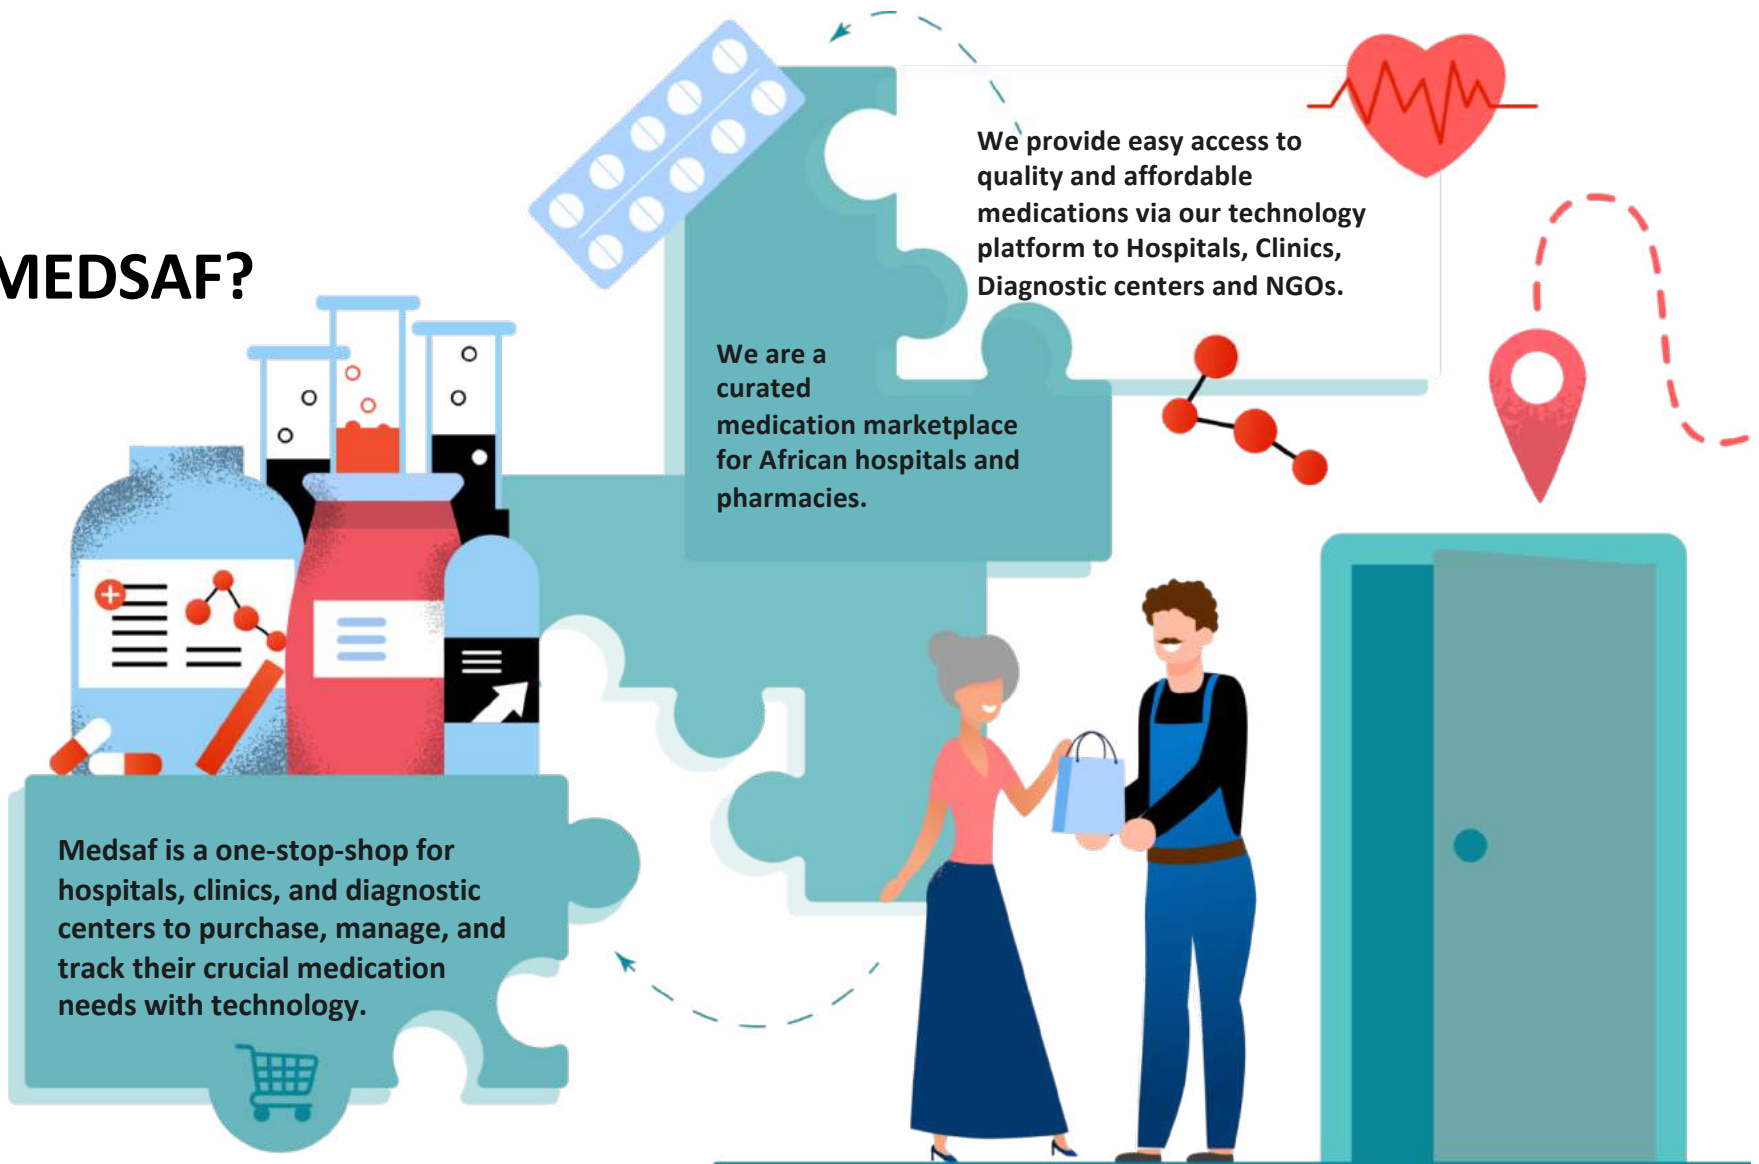 MEDSAF?
We provide easy access to
quality and affordable
medications via our technology
platform to Hospitals, Clinics,
Diagnostic centers and NGOs.
We are a
curated
medication marketplace
for African hospitals and
pharmacies.
Medsaf is a one-stop-shop for
hospitals, clinics, and diagnostic
centers to purchase, manage, and
track their crucial medication
needs with technology.